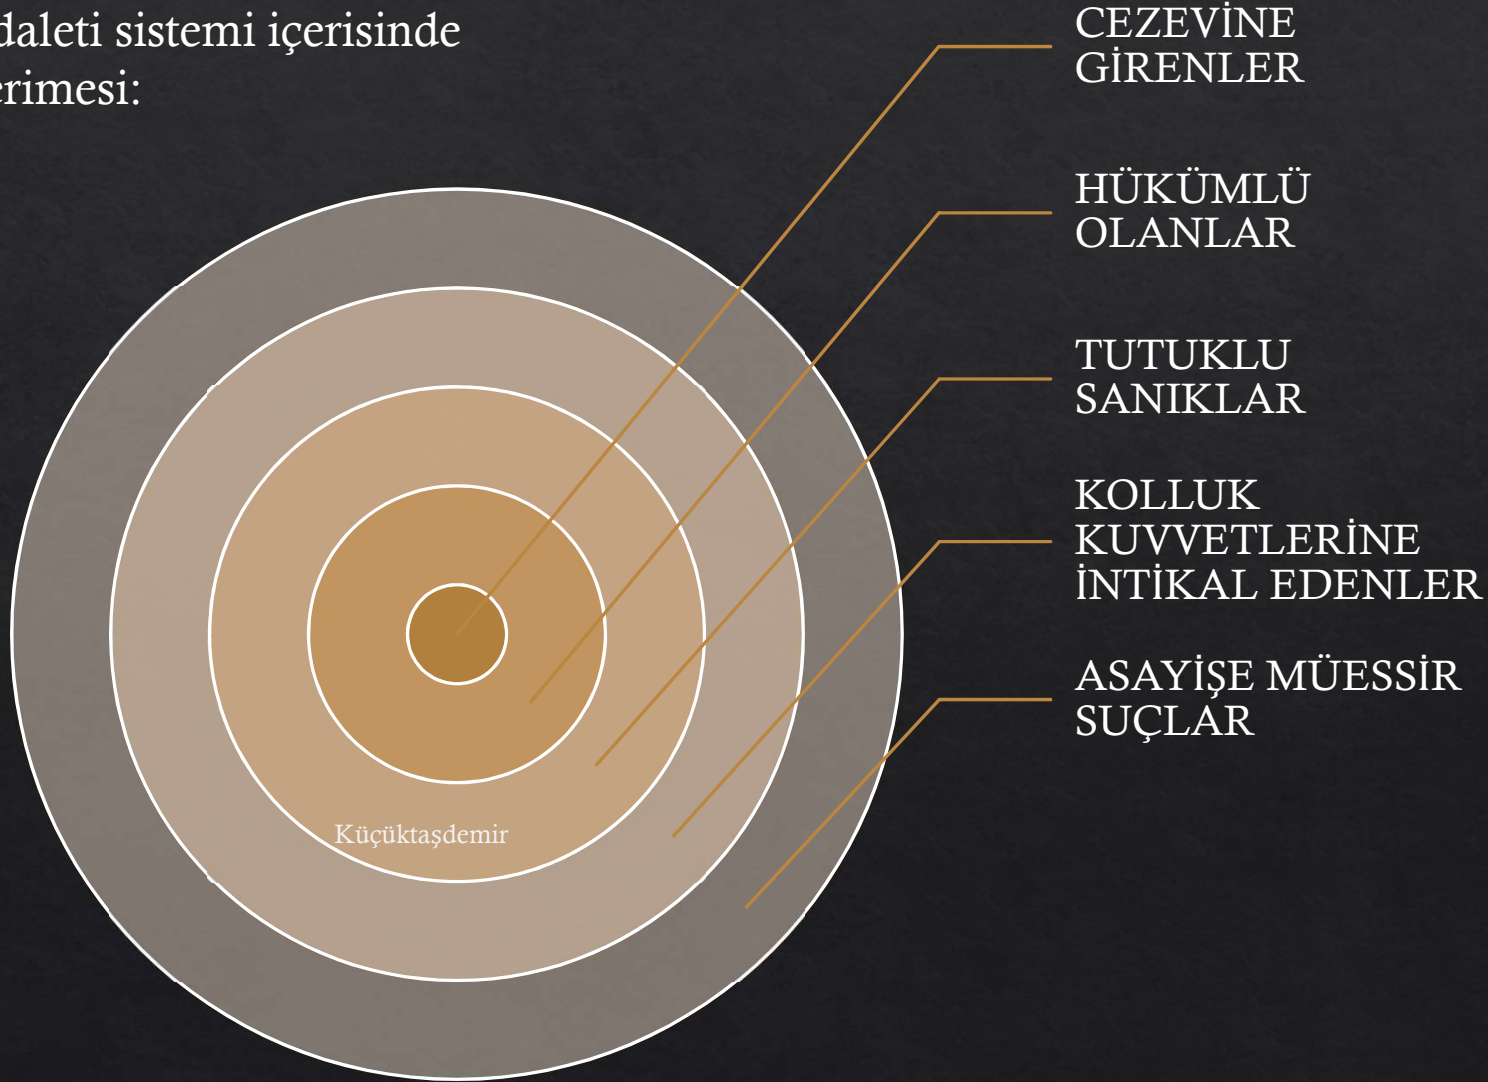 daleti sistemi içerisinde
erimesi:
CEZEVİNE
GİRENLER
HÜKÜMLÜ
OLANLAR
TUTUKLU
SANIKLAR
KOLLUK
KUVVETLERİNE
İNTİKAL EDENLER
ASAYİŞE MÜESSİR
SUÇLAR
Küçüktaşdemir